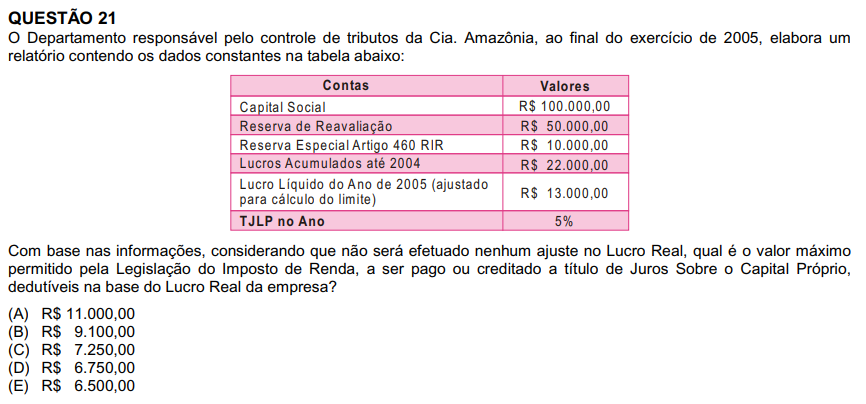 QUESTÃO 21
O Departamento responsável pelo controle de tributos da Cia. Amazônia, ao final do exercício de 2005, elabora um
relatório contendo os dados constantes na tabela abaixo:
Contas Valores
Capital Social R$ 100.000,00
Reserva de Reavaliação R$ 50.000,00
Reserva Especial Artigo 460 RIR R$ 10.000,00
Lucros Acumulados até 2004 R$ 22.000,00
Lucro Líquido do Ano de 2005 (ajustado
para cálculo do limite) R$ 13.000,00
TJLP no Ano 5%
Com base nas informações, considerando que não será efetuado nenhum ajuste no Lucro Real, qual é o valor máximo
permitido pela Legislação do Imposto de Renda, a ser pago ou creditado a título de Juros Sobre o Capital Próprio,
dedutíveis na base do Lucro Real da empresa?
(A) R$ 11.000,00
(B) R$ 9.100,00
(C) R$ 7.250,00
(D) R$ 6.750,00
(E) R$ 6.500,00